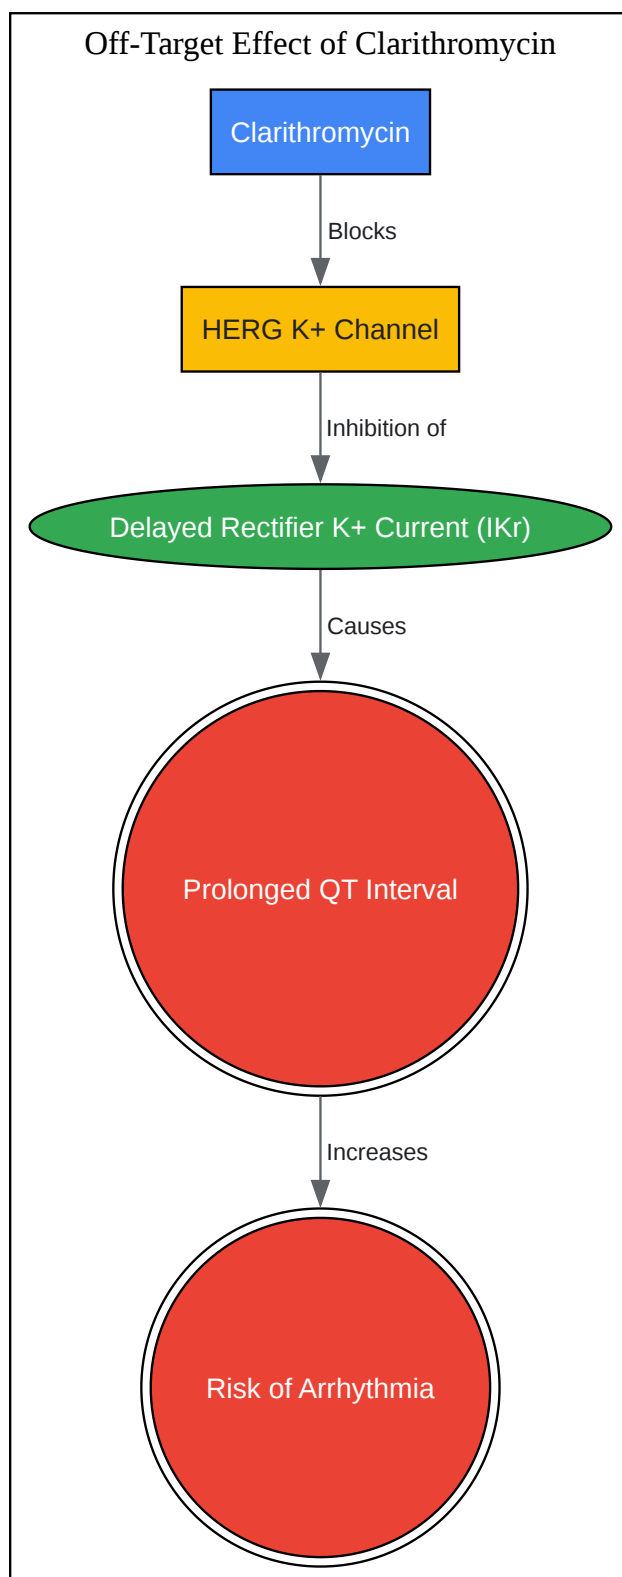 Off-Target Effect of Clarithromycin
Clarithromycin
Blocks
HERG K+ Channel
Inhibition of
Delayed Rectifier K+ Current (IKr)
Causes
Prolonged QT Interval
Increases
Risk of Arrhythmia